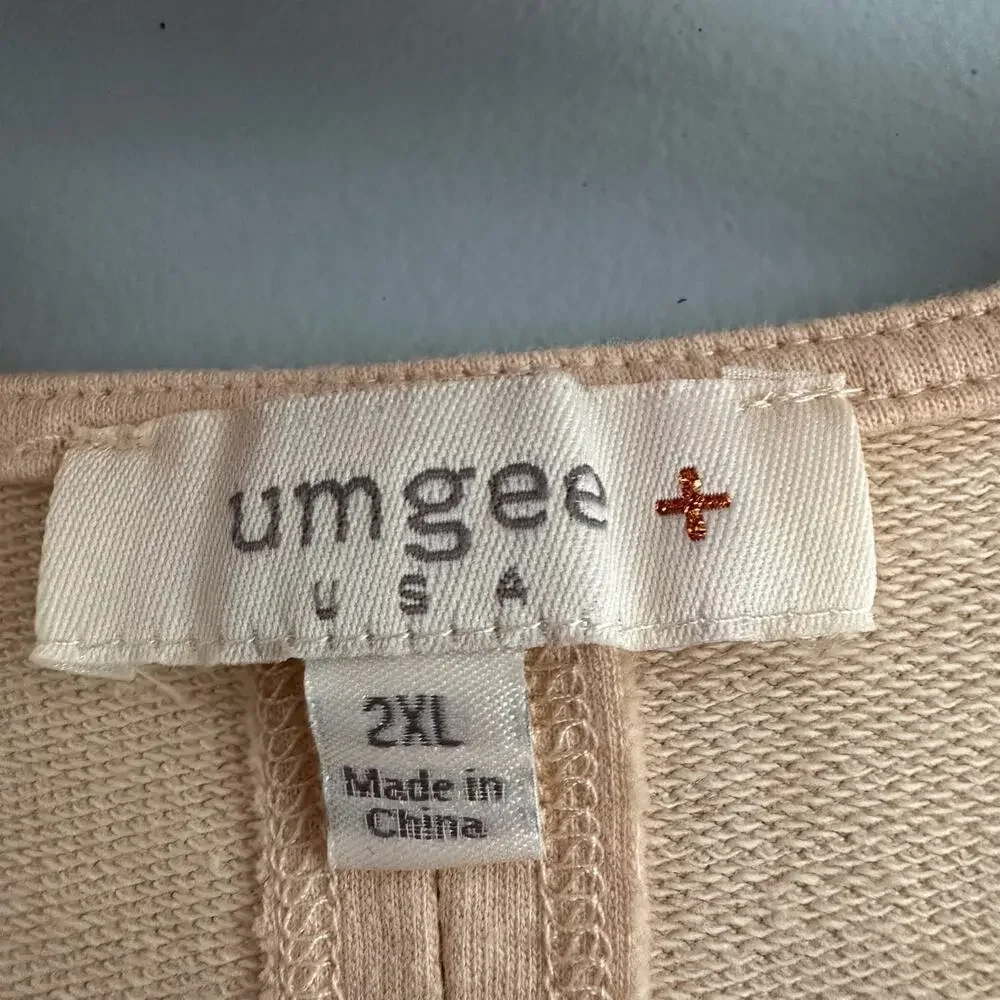 umgee +
USA
2XL
Made in
China